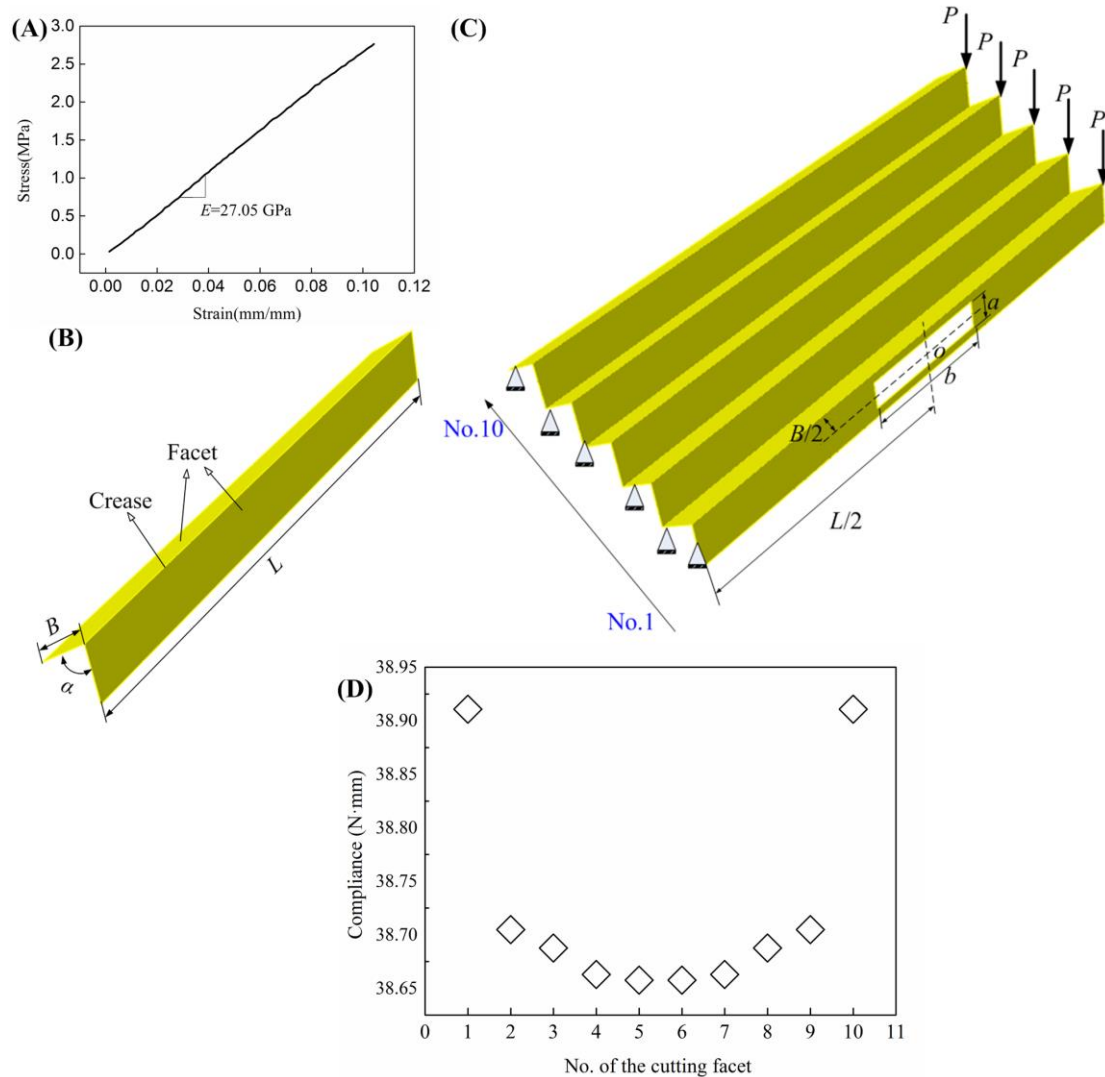 (A)
3.0
2.5
2.0
1.5
1.0
0.5
0.0
Stress(MPa)
E=27.05 GPa
0.00 0.02 0.04 0.06 0.08 0.10 0.12
Strain(mm/mm)
(B)
Facet
Crease
L
B
α
(C)
P
P
P
P
P
a
o
b
B/2
L/2
No.10
No.1
(D)
38.95
38.90
38.85
38.80
38.75
38.70
38.65
Compliance (N·mm)
0 1 2 3 4 5 6 7 8 9 10 11
No. of the cutting facet